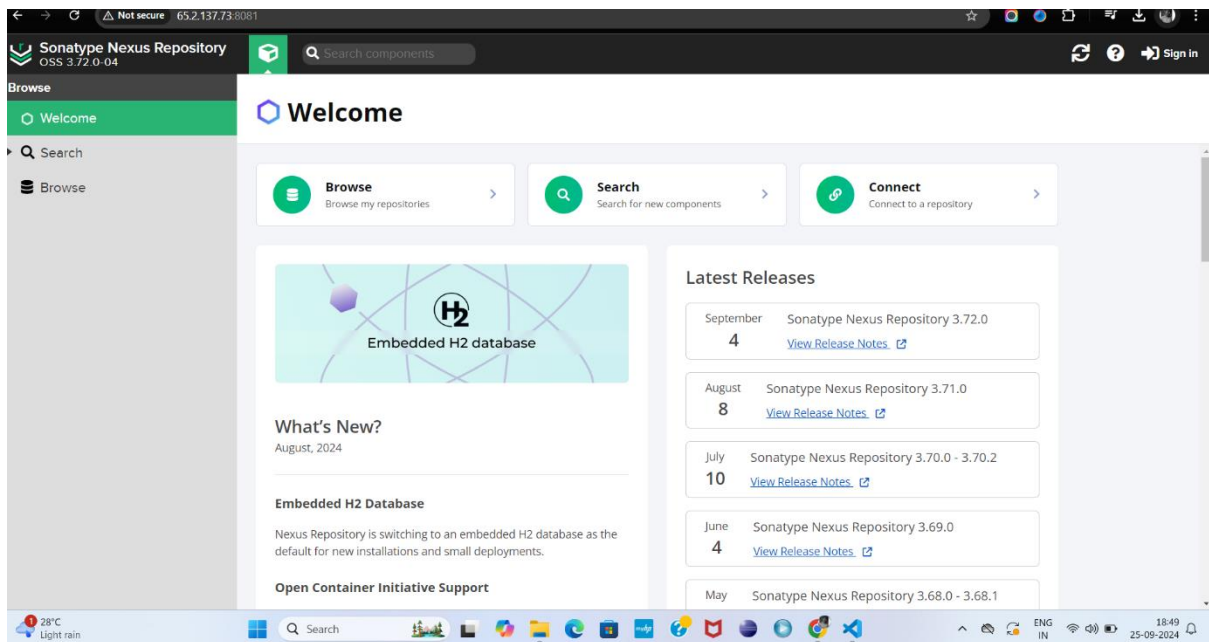 Not secure 65.2.137.73:8081
Sonatype Nexus Repository
OSS 3.72.0-04
Search components
Sign in
Browse
Welcome
Search
Browse
Welcome
Browse
Browse my repositories
Search
Search for new components
Connect
Connect to a repository
H2
Embedded H2 database
What's New?
August, 2024
Embedded H2 Database
Nexus Repository is switching to an embedded H2 database as the
default for new installations and small deployments.
Open Container Initiative Support
Latest Releases
September
4
Sonatype Nexus Repository 3.72.0
View Release Notes
August
8
Sonatype Nexus Repository 3.71.0
View Release Notes
July
10
Sonatype Nexus Repository 3.70.0 - 3.70.2
View Release Notes
June
4
Sonatype Nexus Repository 3.69.0
View Release Notes
May
Sonatype Nexus Repository 3.68.0 - 3.68.1
1
28°C
Light rain
Search
ENG
IN
18:49
25-09-2024